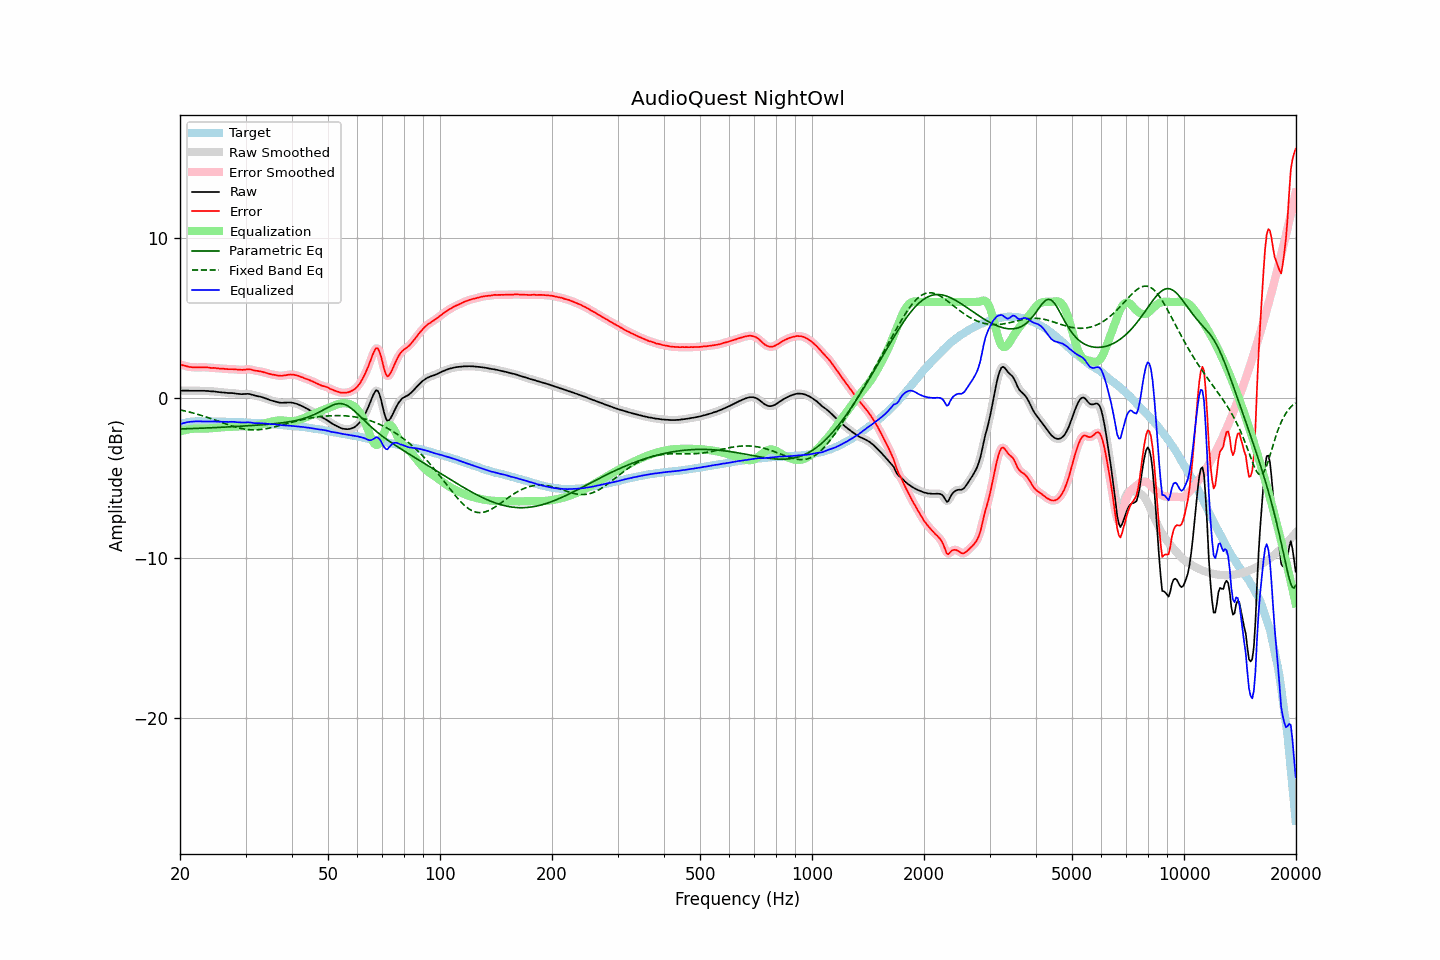 AudioQuest NightOwl
Target
Raw Smoothed
Error Smoothed
Raw
Error
Equalization
Parametric Eq
Fixed Band Eq
Equalized
10
0
−10
−20
Amplitude (dBr)
20 50 100 200 500 1000 2000 5000 10000 20000
Frequency (Hz)